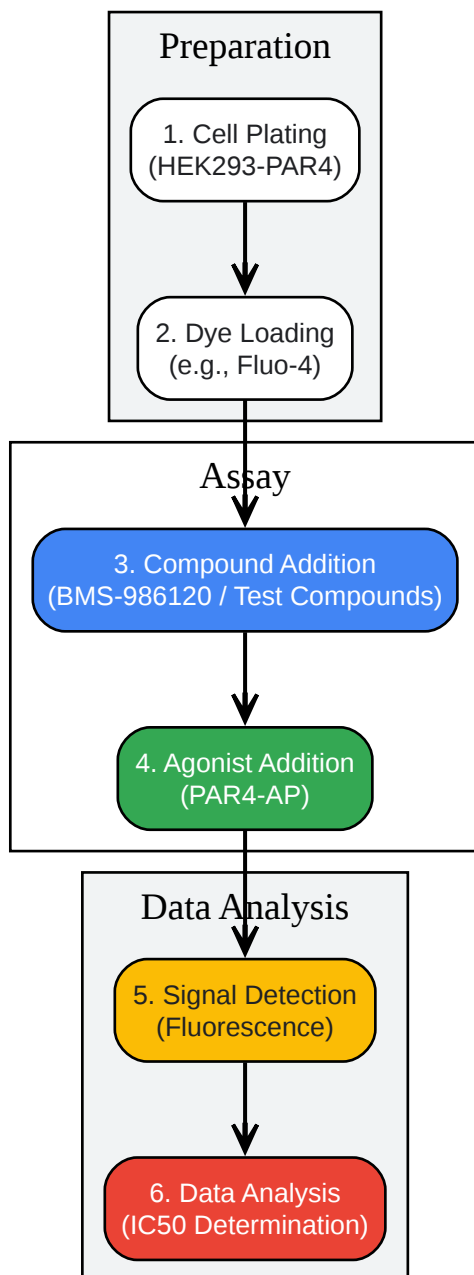 Preparation
1. Cell Plating
(HEK293-PAR4)
2. Dye Loading
(e.g., Fluo-4)
Assay
3. Compound Addition
(BMS-986120 / Test Compounds)
4. Agonist Addition
(PAR4-AP)
Data Analysis
5. Signal Detection
(Fluorescence)
6. Data Analysis
(IC50 Determination)